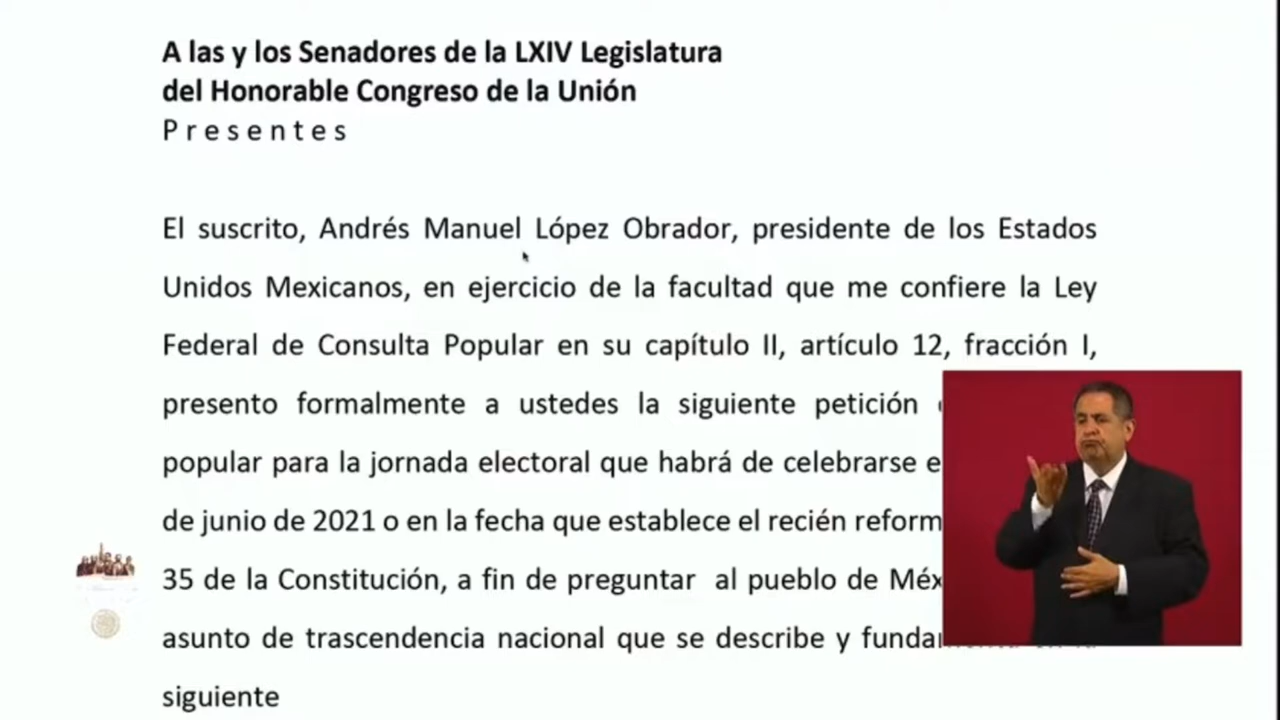 A las y los Senadores de la LXIV Legislatura
del Honorable Congreso de la Unión
P r e s e n t e s
El suscrito, Andrés Manuel López Obrador, presidente de los Estados
Unidos Mexicanos, en ejercicio de la facultad que me confiere la Ley
Federal de Consulta Popular en su capítulo II, artículo 12, fracción I,
presento formalmente a ustedes la siguiente petición
popular para la jornada electoral que habrá de celebrarse
de junio de 2021 o en la fecha que establece el recién
35 de la Constitución, a fin de preguntar al pueblo de
asunto de trascendencia nacional que se describe y
siguiente